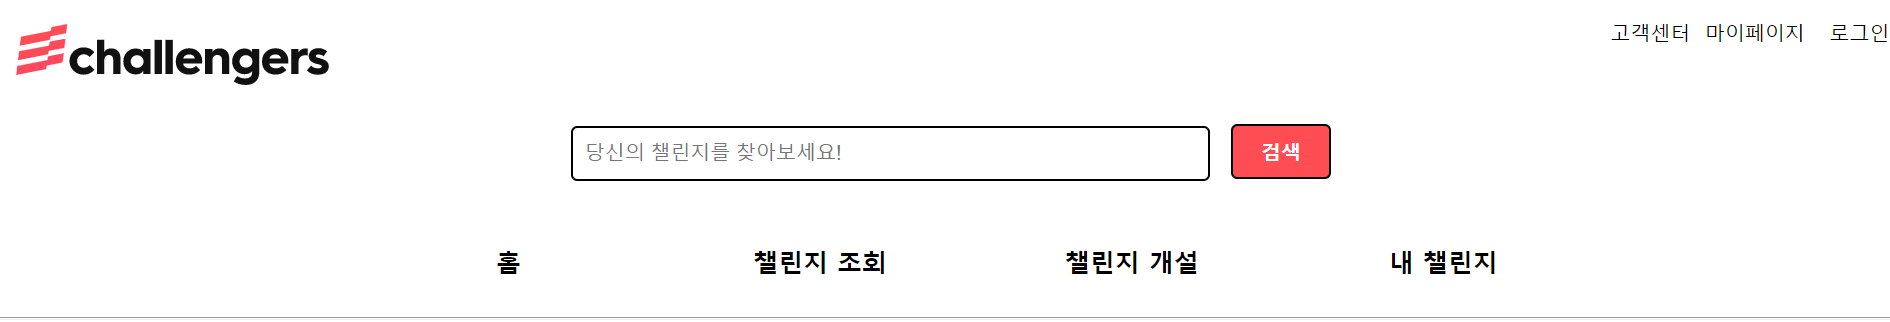 challengers
고객센터 마이페이지 로그인
당신의 챌린지를 찾아보세요! 검색
홈 챌린지 조회 챌린지 개설 내 챌린지